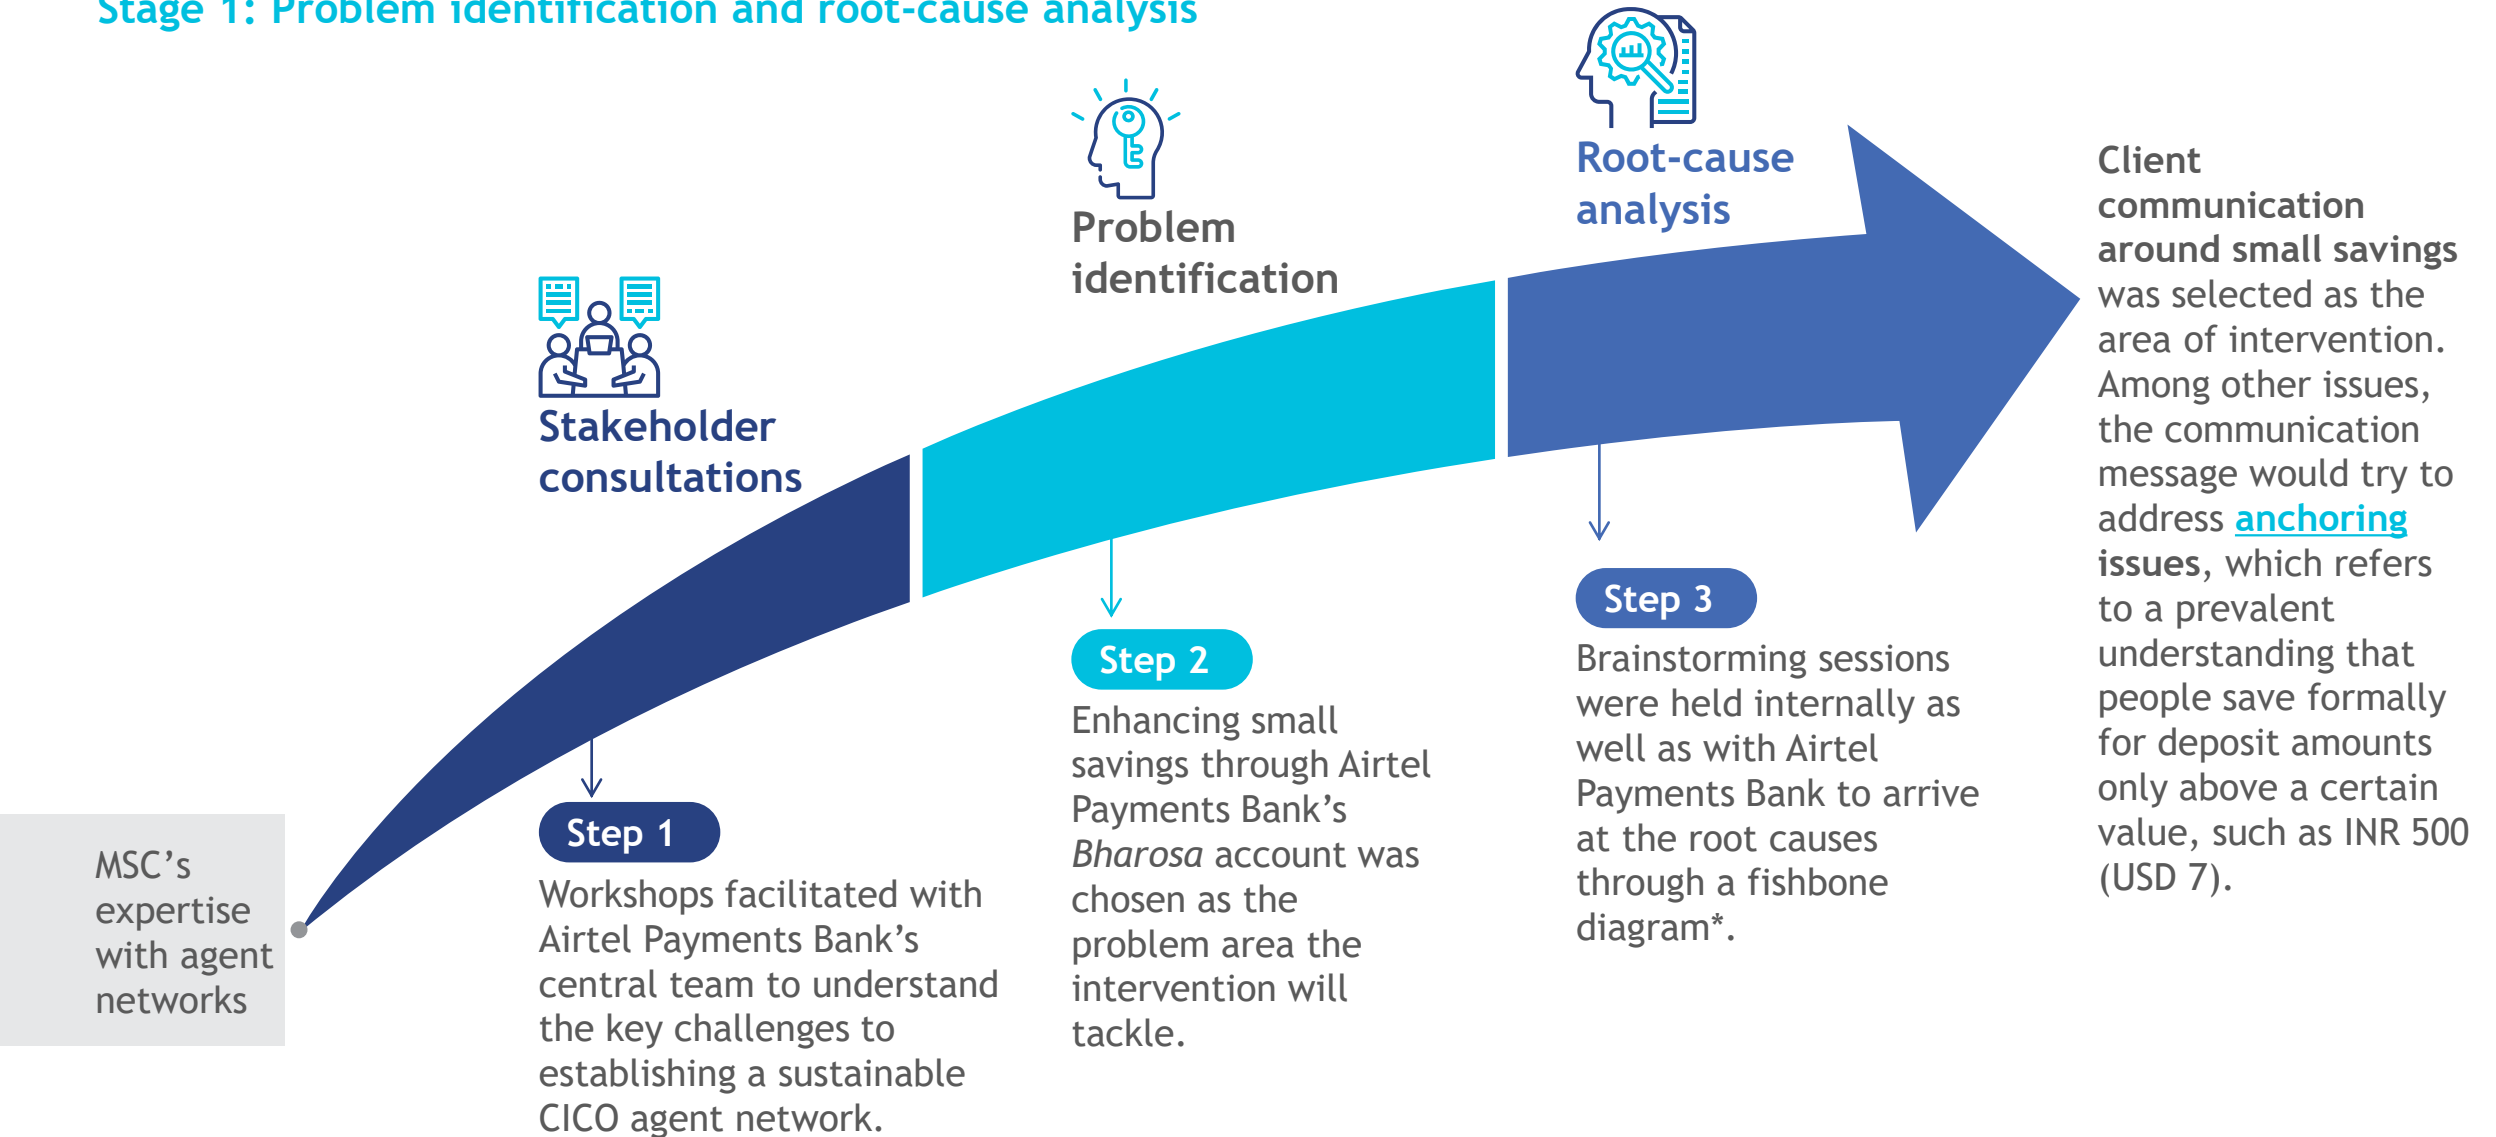 Stage 1: Problem identification and root-cause analysis
MSC’s
expertise
with agent
networks
Stakeholder
consultations
Step 1
Workshops facilitated with
Airtel Payments Bank’s
central team to understand
the key challenges to
establishing a sustainable
CICO agent network.
Problem
identification
Step 2
Enhancing small
savings through Airtel
Payments Bank’s
Bharosa account was
chosen as the
problem area the
intervention will
tackle.
Root-cause
analysis
Step 3
Brainstorming sessions
were held internally as
well as with Airtel
Payments Bank to arrive
at the root causes
through a fishbone
diagram*.
Client
communication
around small savings
was selected as the
area of intervention.
Among other issues,
the communication
message would try to
address anchoring
issues, which refers
to a prevalent
understanding that
people save formally
for deposit amounts
only above a certain
value, such as INR 500
(USD 7).